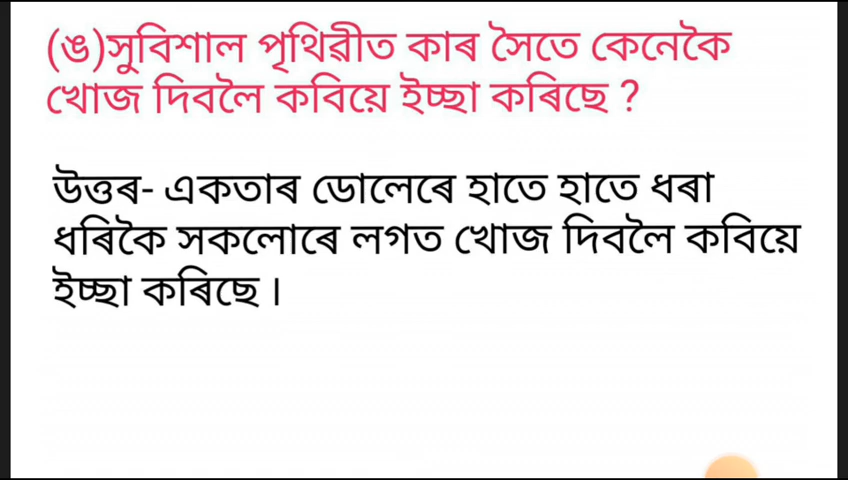 (ঙ)সুবিশাল পৃথিৱীত কাৰ সৈতে কেনেকৈ
খোজ দিবলৈ কবিয়ে ইচ্ছা কৰিছে ?
উত্তৰ- একতাৰ ডোলেৰে হাতে হাতে ধৰা
ধৰিকৈ সকলোৰে লগত খোজ দিবলৈ কবিয়ে
ইচ্ছা কৰিছে ।